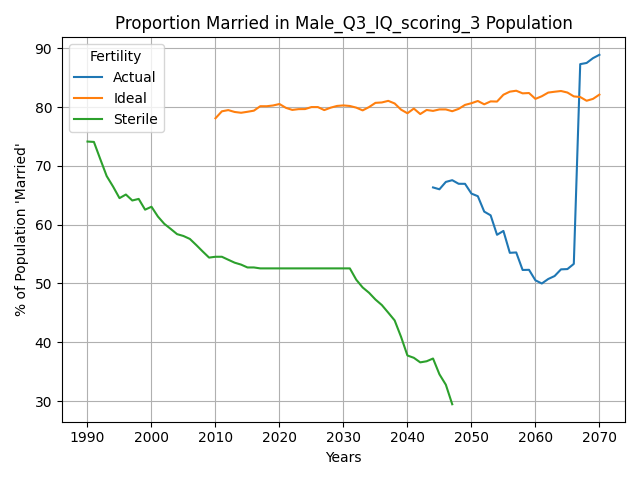 Proportion Married in Male_Q3_IQ_scoring_3 Population
Fertility
Actual
Ideal
Sterile
% of Population 'Married'
90
80
70
60
50
40
30
1990
2000
2010
2020
2030
2040
2050
2060
2070
Years